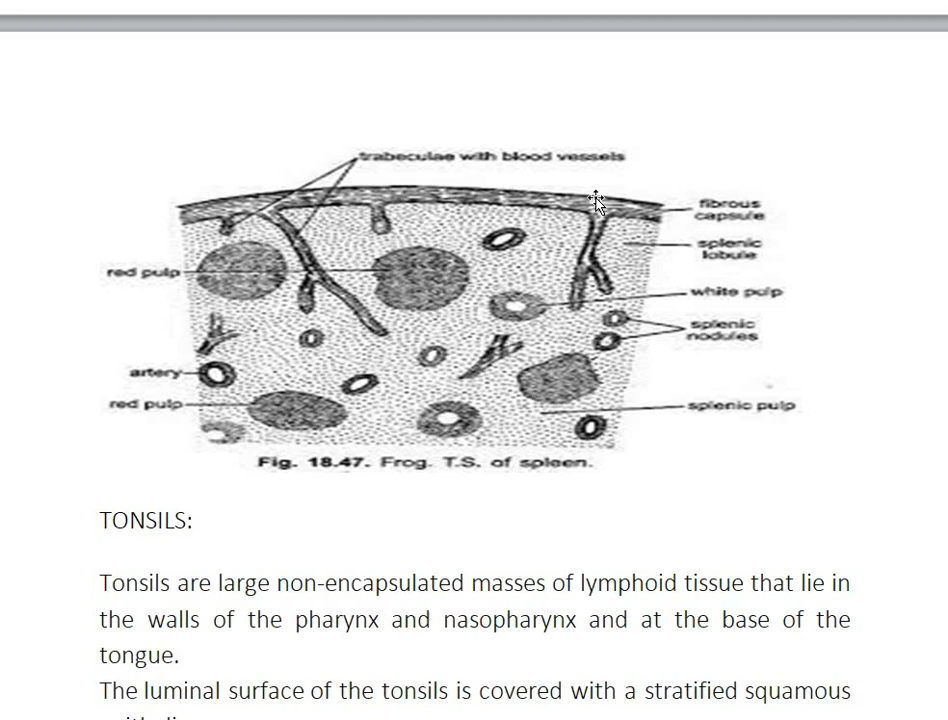 trabeculae with blood vessels
fibrous
capsule
splenic
lobule
red pulp
white pulp
splenic
nodules
artery
red pulp
splenic pulp
Fig. 18.47. Frog. T.S. of spleen.
TONSILS:
Tonsils are large non-encapsulated masses of lymphoid tissue that lie in
the walls of the pharynx and nasopharynx and at the base of the
tongue.
The luminal surface of the tonsils is covered with a stratified squamous